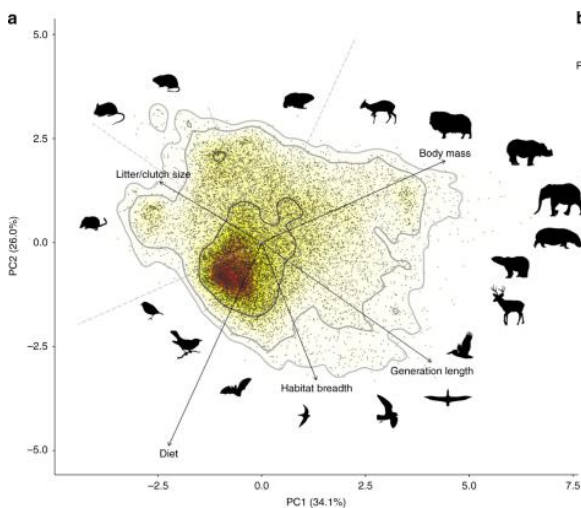 a
b
5.0
P
2.5
Body mass
Litter/clutch size
PC2 (26.0%)
0.0
−2.5
Generation length
Habitat breadth
−5.0
Diet
−2.5
0.0
2.5
5.0
7.5
PC1 (34.1%)